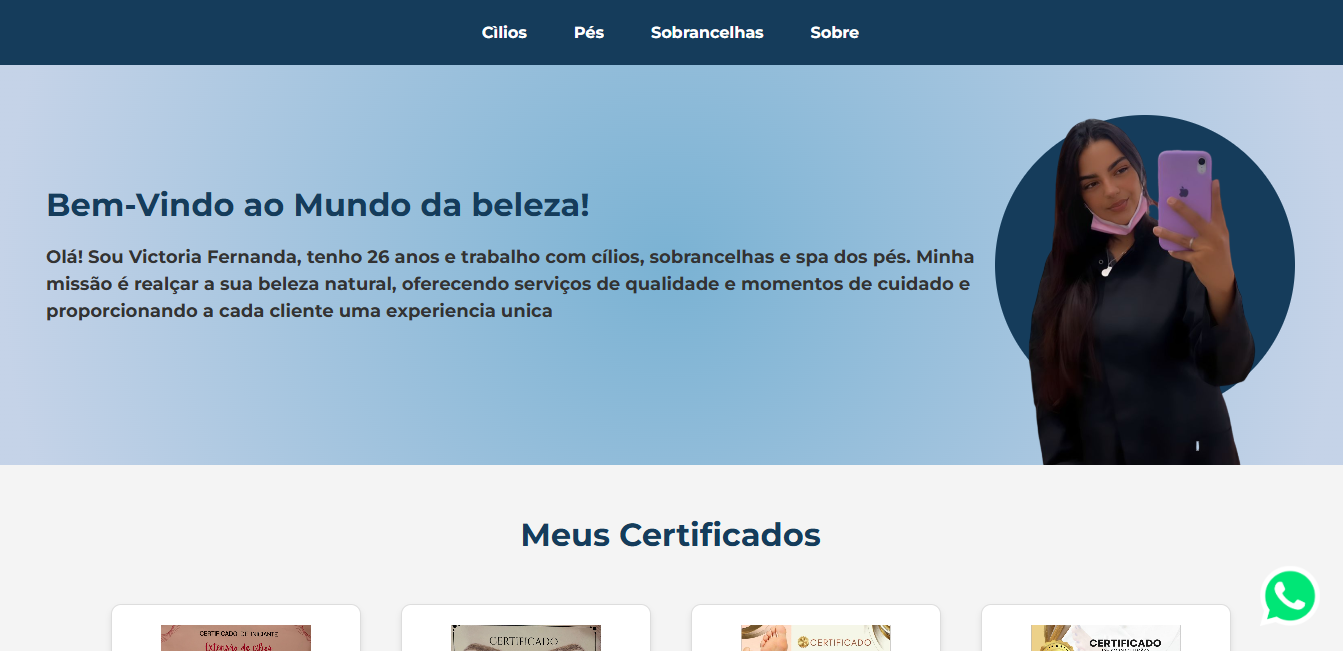 Cìlios Pés Sobrancelhas Sobre
Bem-Vindo ao Mundo da beleza!
Olá! Sou Victoria Fernanda, tenho 26 anos e trabalho com cílios, sobrancelhas e spa dos pés. Minha
missão é realçar a sua beleza natural, oferecendo serviços de qualidade e momentos de cuidado e
proporcionando a cada cliente uma experiencia unica
Meus Certificados
CERTIFICADO DE INICIANTE
Extensão de cílios
CERTIFICADO
CERTIFICADO
CERTIFICADO